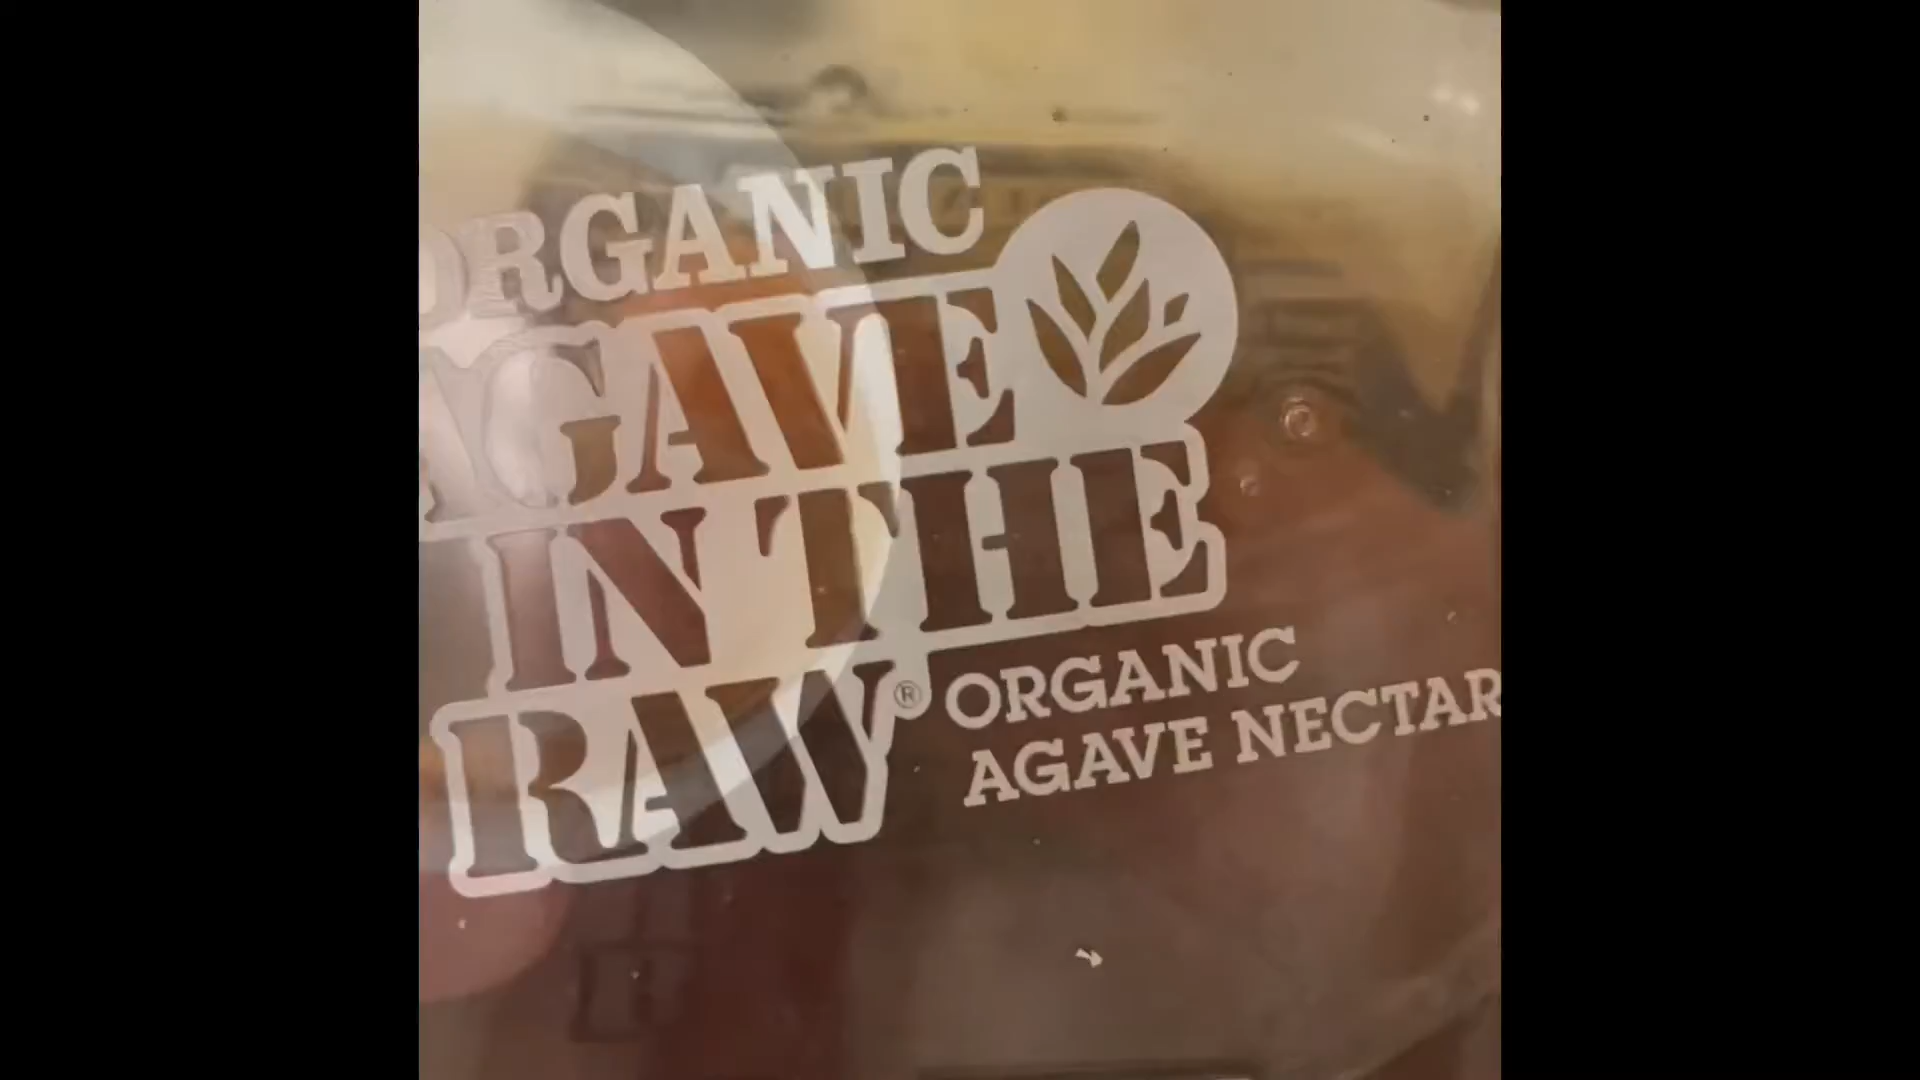 ORGANIC
AGAVE
IN THE
RAW®
ORGANIC
AGAVE NECTAR